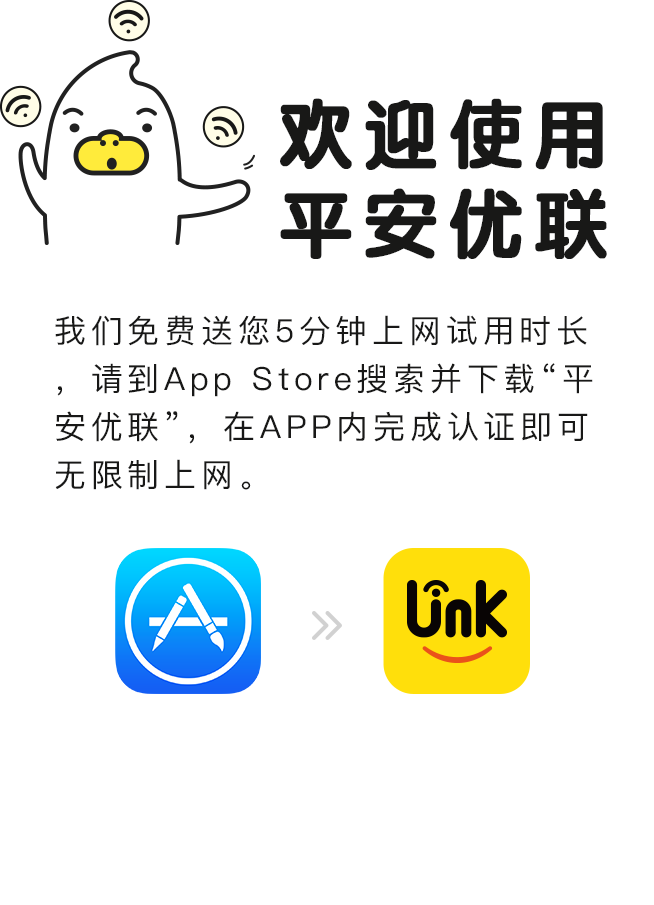 欢迎使用
平安优联
我们免费送您5分钟上网试用时长
，请到App Store搜索并下载“平
安优联”，在APP内完成认证即可
无限制上网。
Link